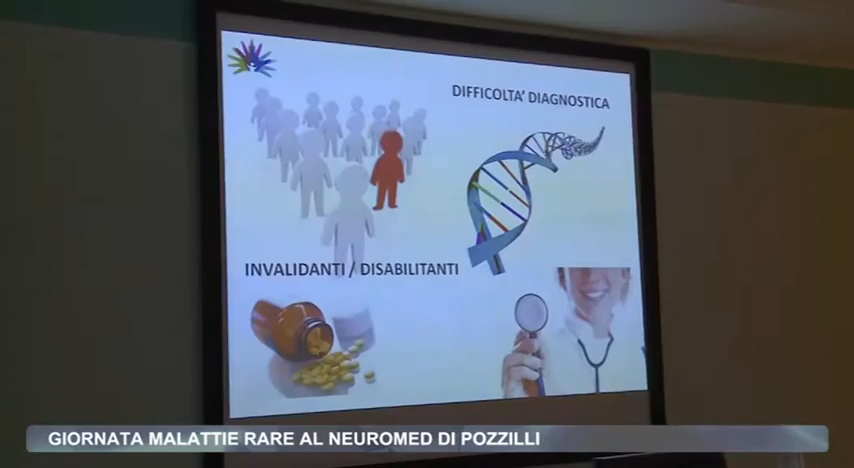 DIFFICOLTA' DIAGNOSTICA
INVALIDANTI / DISABILITANTI
GIORNATA MALATTIE RARE AL NEUROMED DI POZZILLI